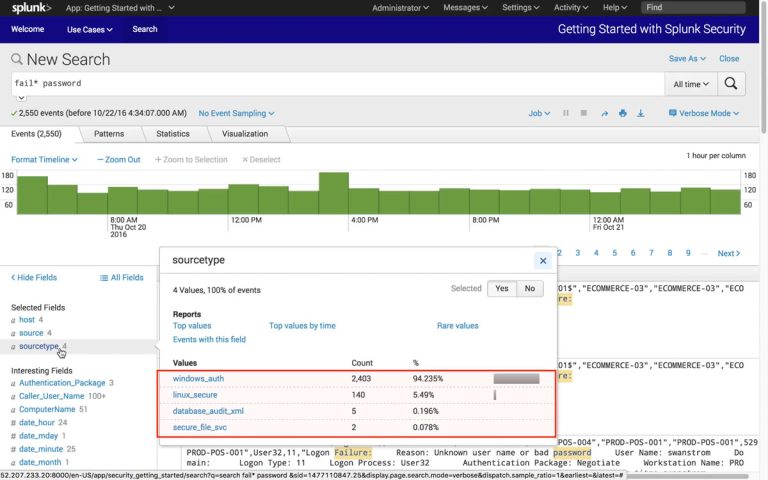 splunk> App: Getting Started with ... Administrator Messages Settings Activity Help Find
Welcome Use Cases Search Getting Started with Splunk Security
New Search Save As Close
fail* password All time
2,550 events (before 10/22/16 4:34:07.000 AM) No Event Sampling Job Verbose Mode
Events (2,550) Patterns Statistics Visualization
Format Timeline — Zoom Out + Zoom to Selection × Deselect 1 hour per column
180 180
120 120
60 60
8:00 AM 12:00 PM 4:00 PM 8:00 PM 12:00 AM
Thu Oct 20 Fri Oct 21
2016
2 3 4 5 6 7 8 9 ... Next >
sourcetype
< Hide Fields All Fields
4 Values, 100% of events Selected Yes No
01$","ECOMMERCE-03","ECOMMERCE-03","ECO
re:
Selected Fields
a host 4
a source 4
a sourcetype 4
Reports
Top values Top values by time Rare values
Events with this field
Values Count %
windows_auth 2,403 94.235%
linux_secure 140 5.49%
database_audit_xml 5 0.196%
secure_file_svc 2 0.078%
01$","ECOMMERCE-03","ECOMMERCE-03","ECO
re:
Interesting Fields
a Authentication_Package 3
a Caller_User_Name 100+
a ComputerName 51
# date_hour 24
# date_mday 1
# date_minute 25
a date_month 1
PROD-POS-004","PROD-POS-001",529
PROD-POS-001",User32,11,"Logon Failure: Reason: Unknown user name or bad password User Name: swanstrom Do
main: Logon Type: 11 Logon Process: User32 Authentication Package: Negotiate Workstation Name: PRO
52.207.233.20:8000/en-US/app/security_getting_started/search?q=search fail* password &sid=1477110847.25&display.page.search.mode=verbose&dispatch.sample_ratio=1&earliest=&latest=#